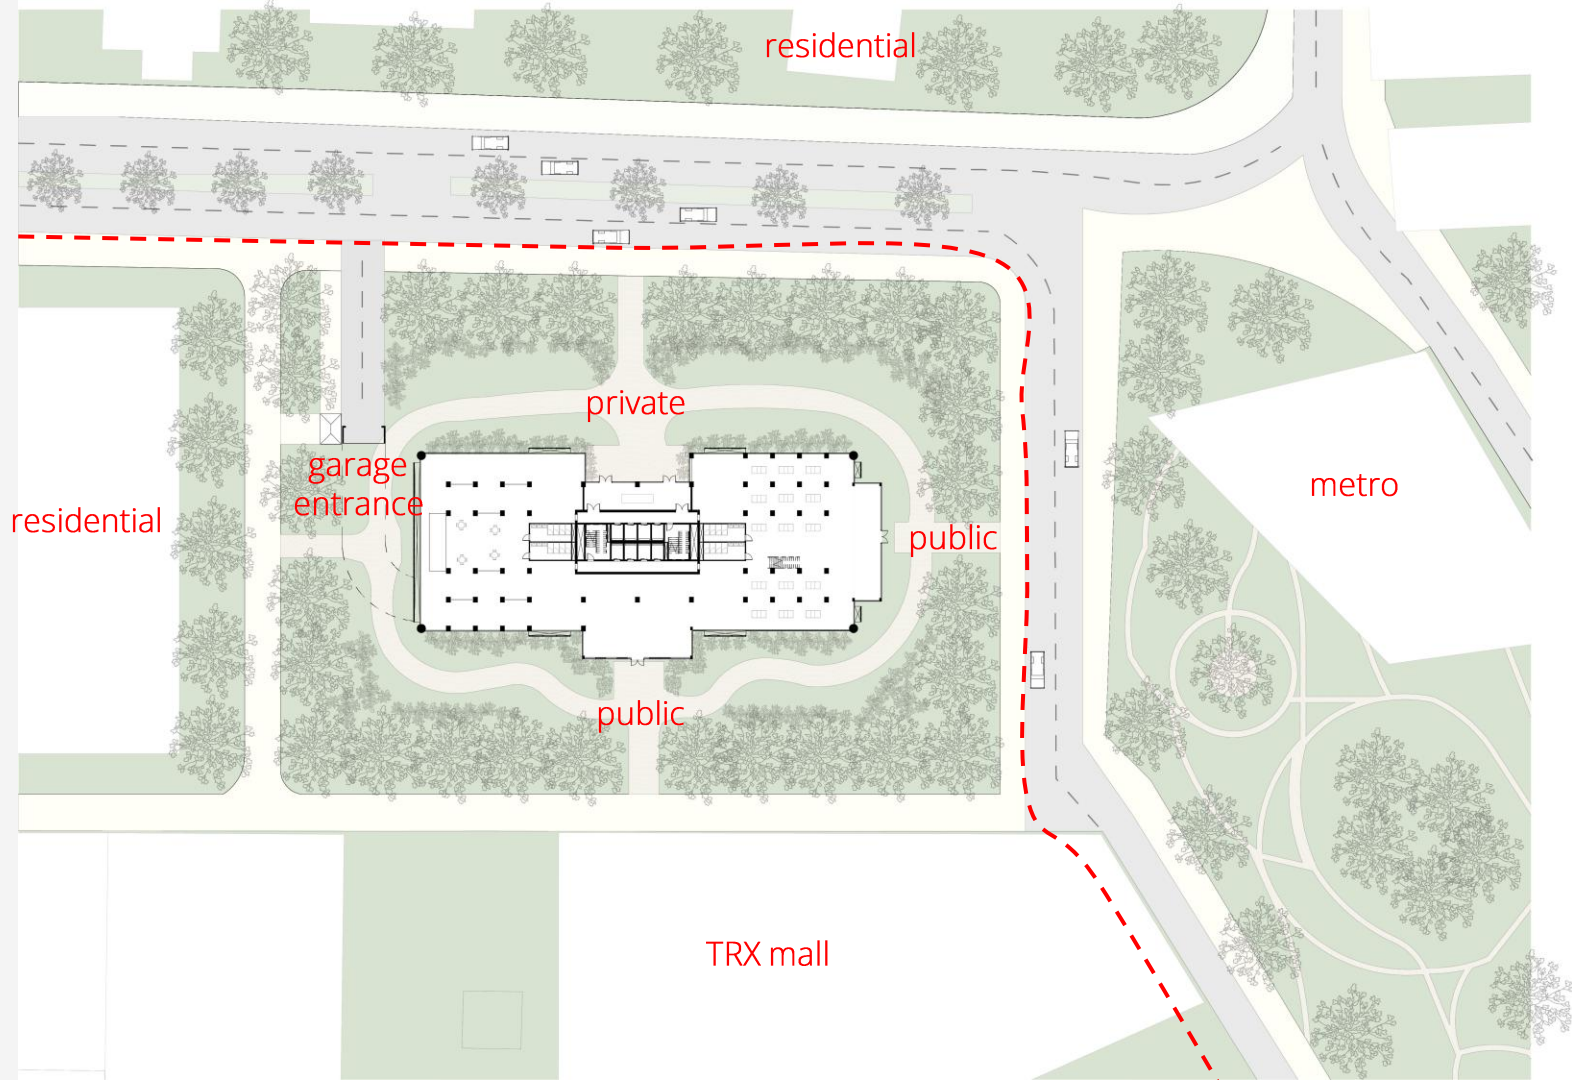 residential
private
garage
entrance
metro
residential
public
public
TRX mall